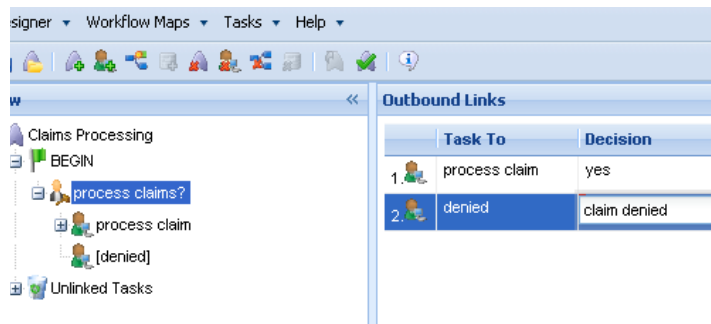 signer Workflow Maps Tasks Help
w « Outbound Links
Claims Processing
BEGIN
process claims?
process claim
[denied]
Unlinked Tasks
Task To Decision
1. process claim yes
2. denied claim denied